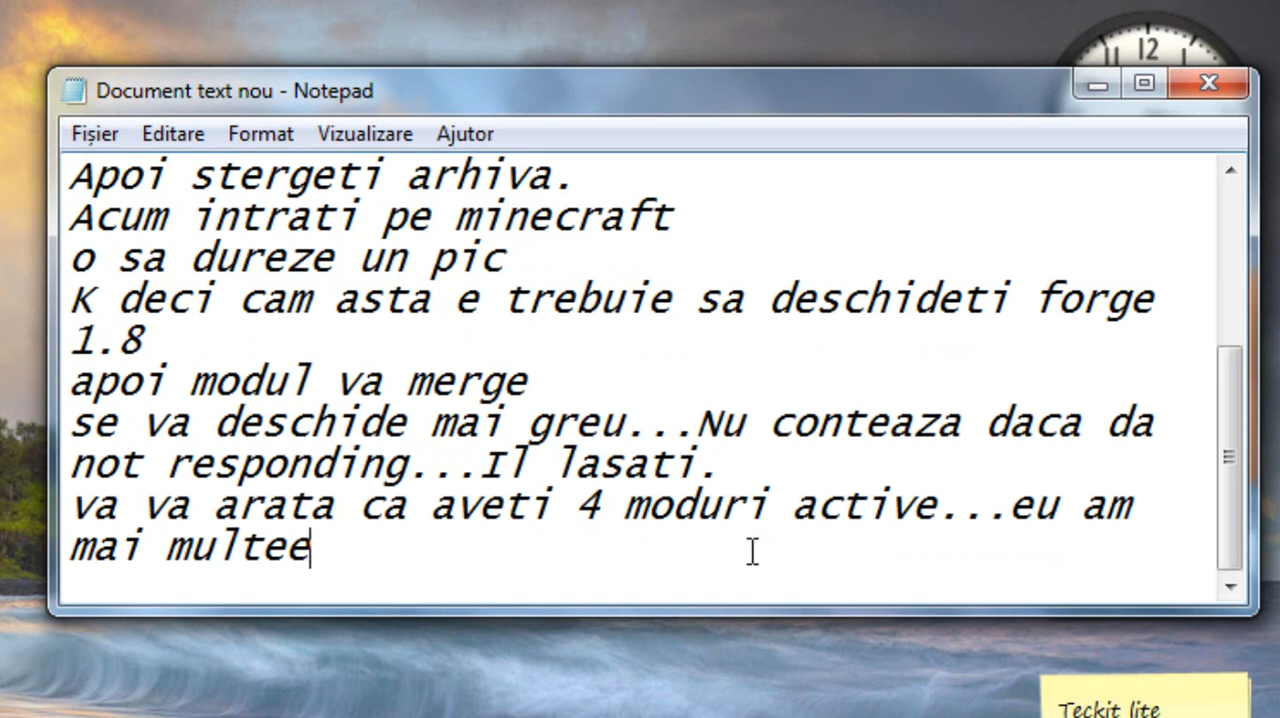 12
Document text nou - Notepad
Fișier Editare Format Vizualizare Ajutor
Apoi stergeti arhiva.
Acum intrati pe minecraft
o sa dureze un pic
K deci cam asta e trebuie sa deschideti forge
1.8
apoi modul va merge
se va deschide mai greu...Nu conteaza daca da
not responding...Il lasati.
va va arata ca aveti 4 moduri active...eu am
mai multee
Teckit lite